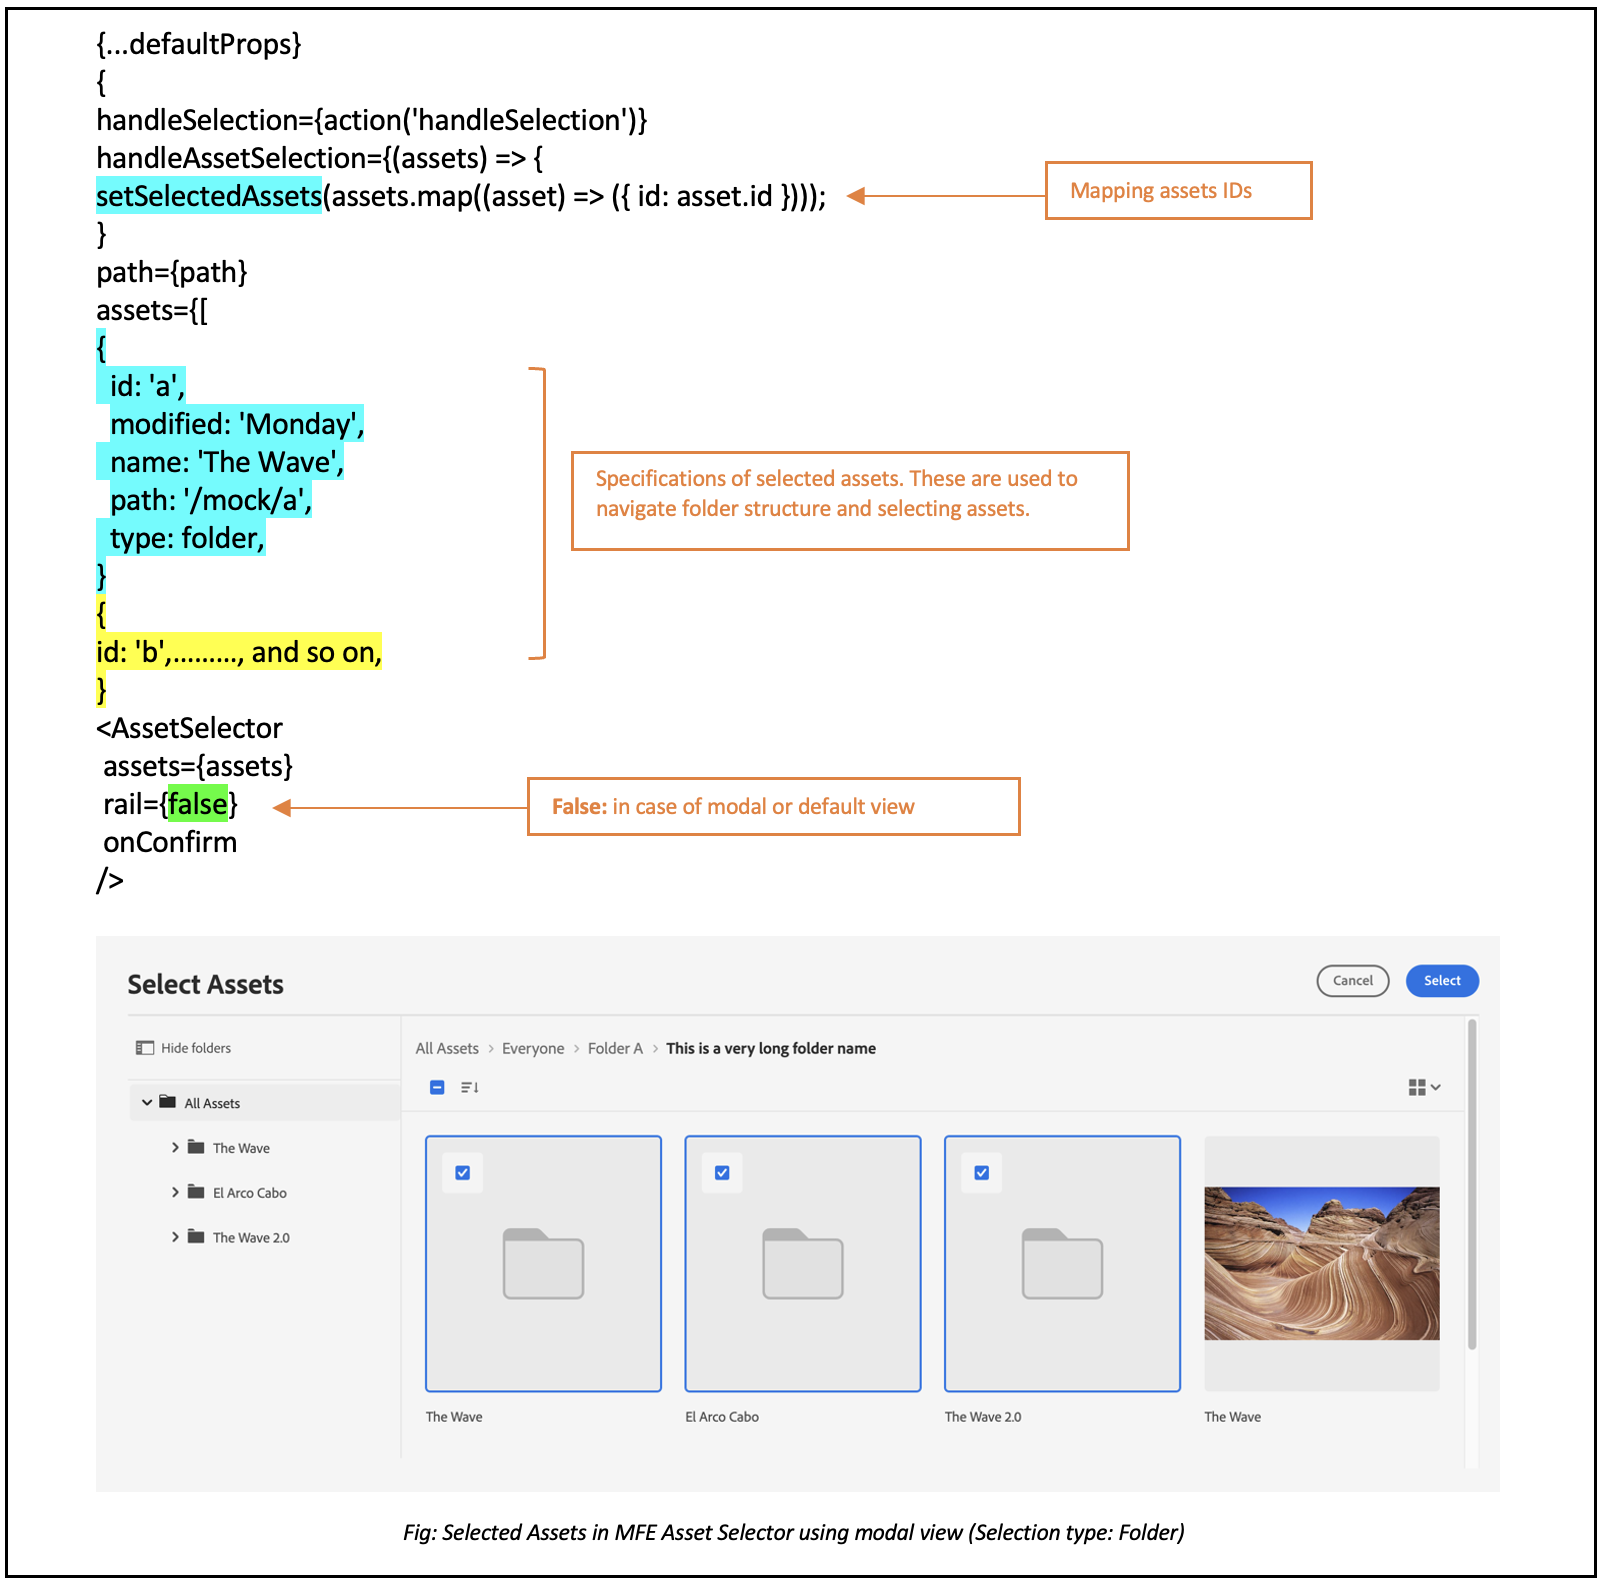 {...defaultProps}
{
handleSelection={action('handleSelection')}
handleAssetSelection={(assets) => {
setSelectedAssets(assets.map((asset) => ({ id: asset.id })));
Mapping assets IDs
}
path={path}
assets={[
{
id: 'a',
modified: 'Monday',
name: 'The Wave',
path: '/mock/a',
type: folder,
}
{
id: 'b',........., and so on,
}
Specifications of selected assets. These are used to
navigate folder structure and selecting assets.
<AssetSelector
assets={assets}
rail={false}
False: in case of modal or default view
onConfirm
/>
Select Assets
Cancel
Select
Hide folders
All Assets
The Wave
El Arco Cabo
The Wave 2.0
All Assets > Everyone > Folder A > This is a very long folder name
The Wave
El Arco Cabo
The Wave 2.0
The Wave
Fig: Selected Assets in MFE Asset Selector using modal view (Selection type: Folder)